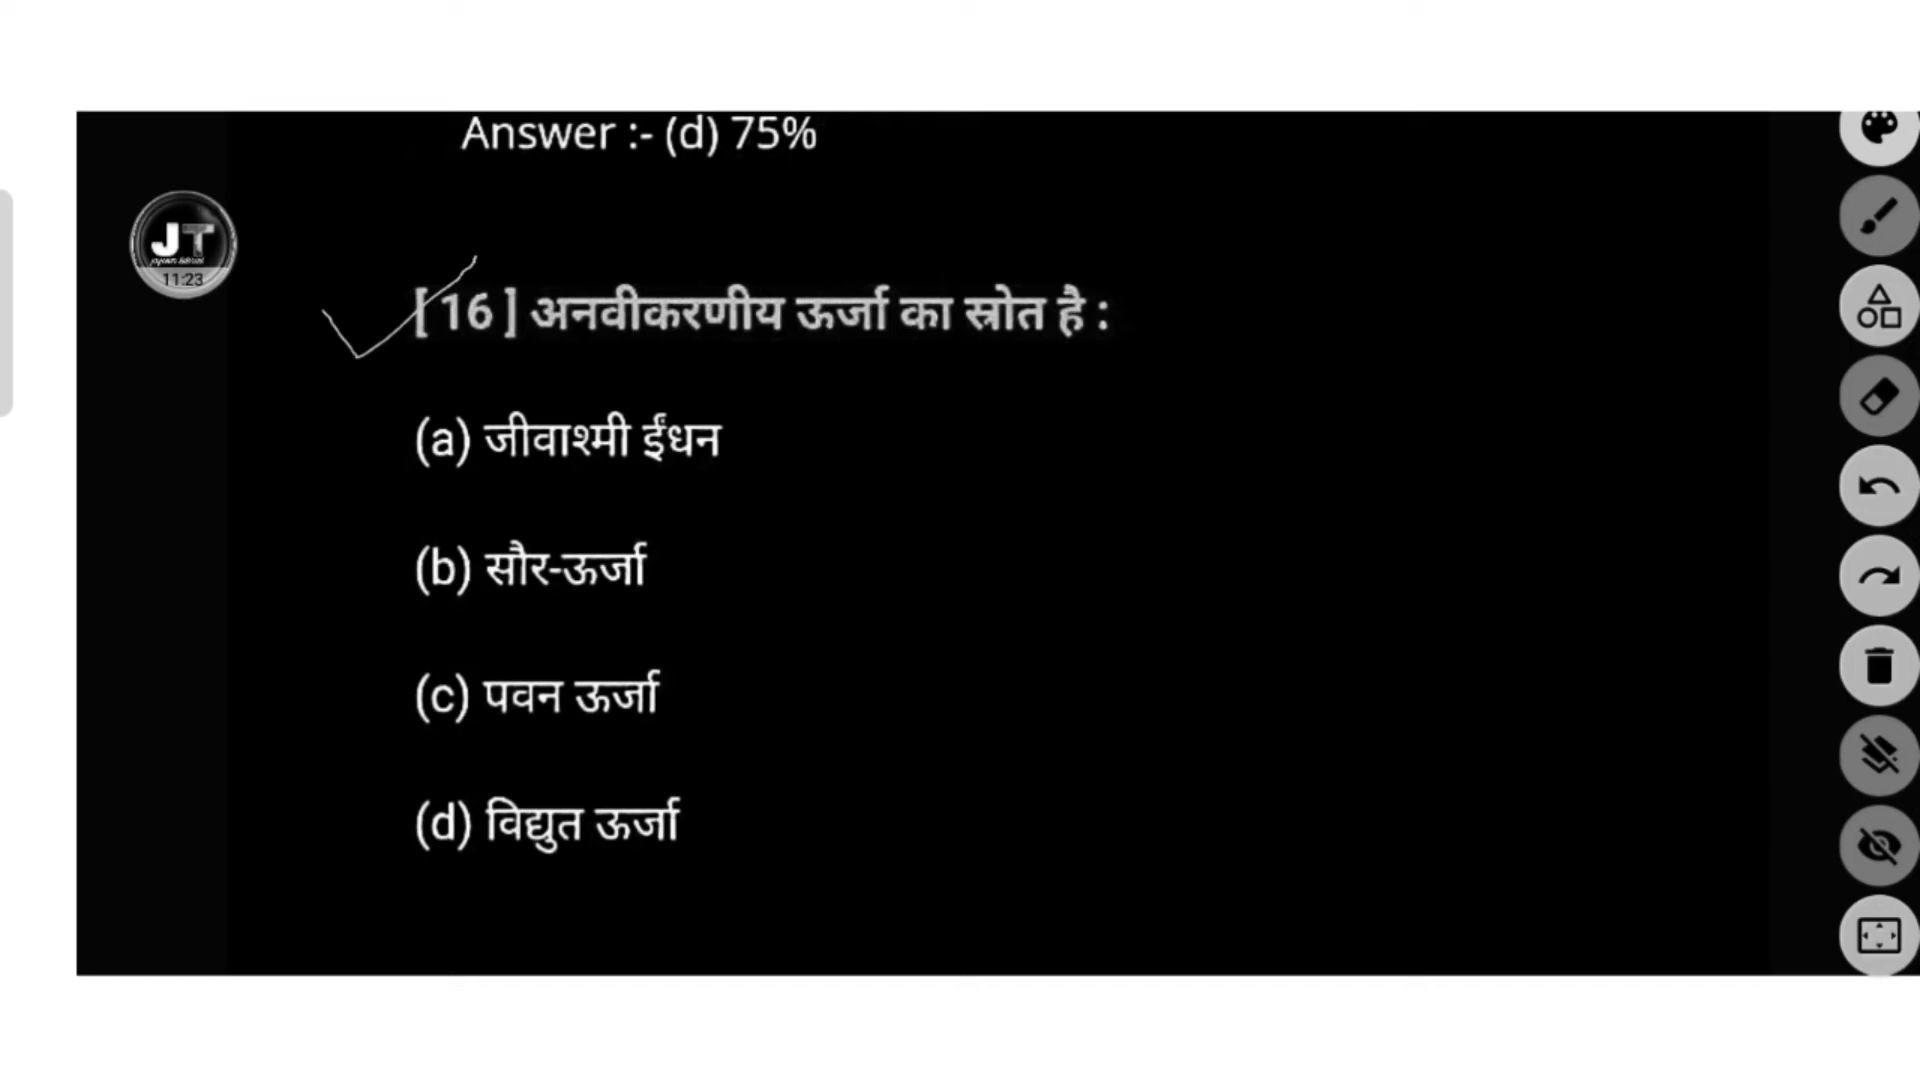 Answer :- (d) 75%
JT
11:23
[ 16 ] अनवीकरणीय ऊर्जा का स्रोत है :
(a) जीवाश्मी ईंधन
(b) सौर-ऊर्जा
(c) पवन ऊर्जा
(d) विद्युत ऊर्जा